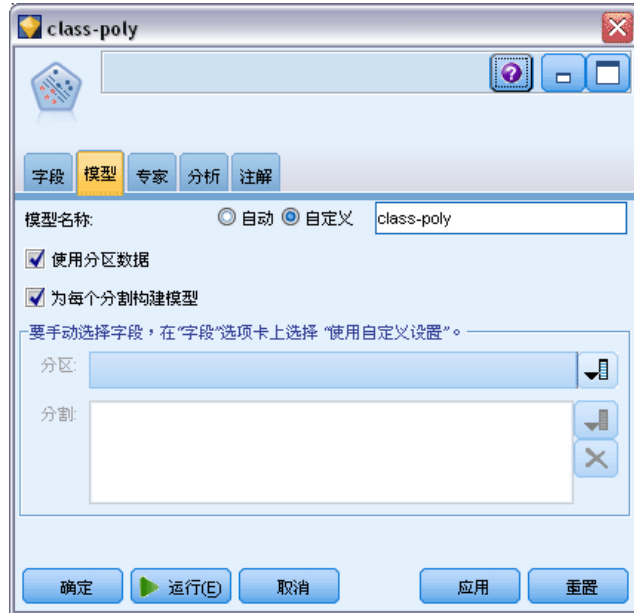 class-poly
字段 模型 专家 分析 注解
模型名称: 自动 自定义 class-poly
使用分区数据
为每个分割构建模型
要手动选择字段，在“字段”选项卡上选择 “使用自定义设置”。
分区:
分割:
确定 运行(E) 取消 应用 重置